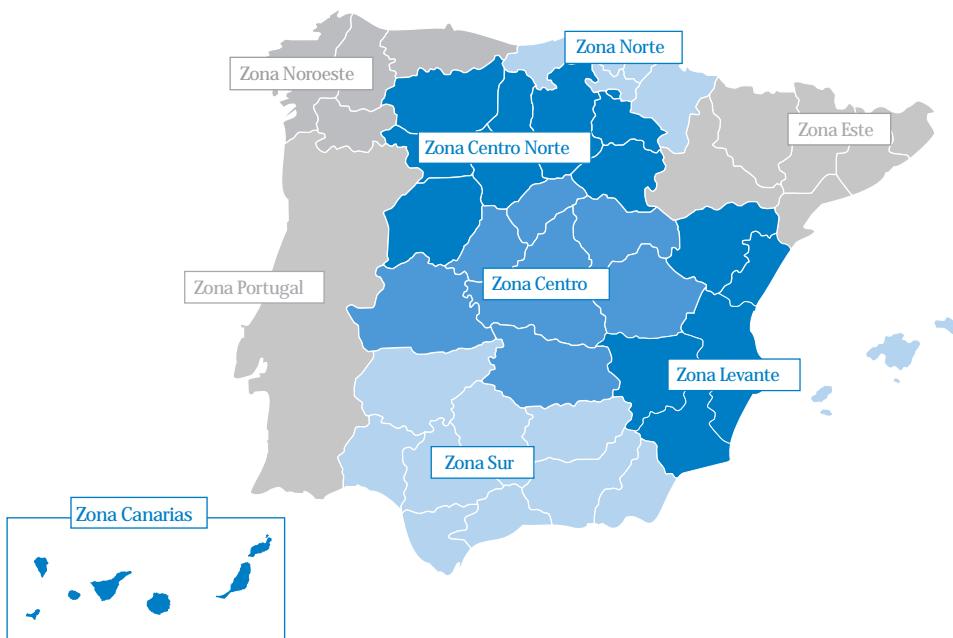 Zona Norte
Zona Noroeste
Zona Este
Zona Centro Norte
Zona Portugal
Zona Centro
Zona Levante
Zona Sur
Zona Canarias